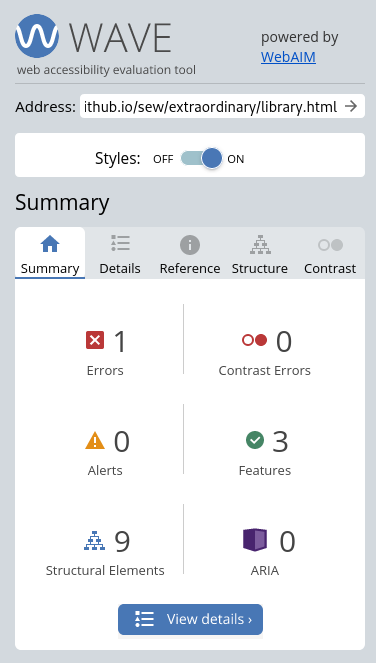 WAVE
web accessibility evaluation tool
powered by
WebAIM
Address: ithub.io/sew/extraordinary/library.html
Styles: OFF ON
Summary
Summary Details Reference Structure Contrast
1 0
Errors Contrast Errors
0 3
Alerts Features
9 0
Structural Elements ARIA
View details ›